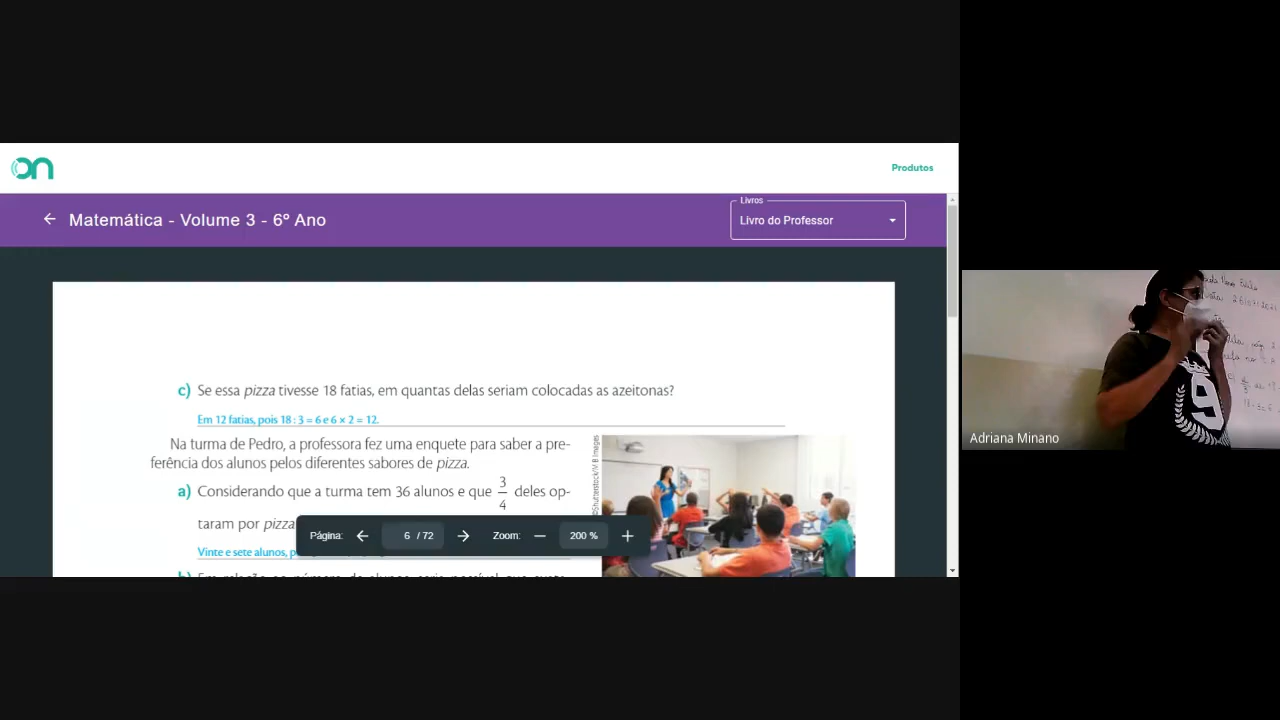 on
Produtos
Matemática - Volume 3 - 6º Ano
Livros
Livro do Professor
c) Se essa pizza tivesse 18 fatias, em quantas delas seriam colocadas as azeitonas?
Em 12 fatias, pois 18 : 3 = 6 e 6 × 2 = 12.
Na turma de Pedro, a professora fez uma enquete para saber a pre-
ferência dos alunos pelos diferentes sabores de pizza.
a) Considerando que a turma tem 36 alunos e que 3/4 deles op-
taram por pizza
Vinte e sete alunos, p
©Shutterstock/
Página: 6 / 72 Zoom: 200 %
Adriana Minano